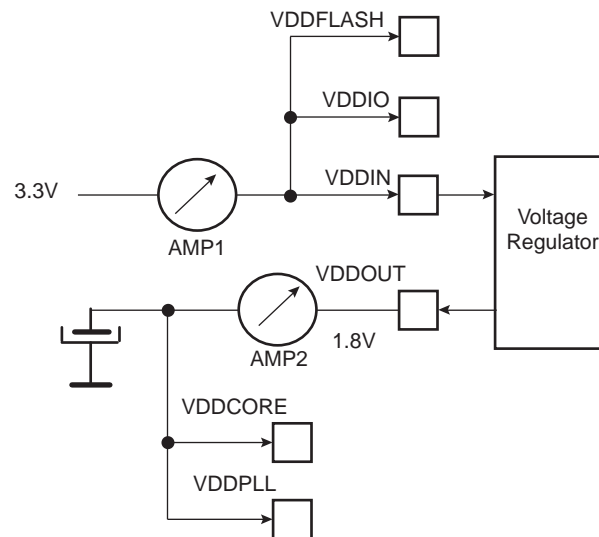 VDDFLASH
VDDIO
3.3V
VDDIN
AMP1
Voltage
Regulator
VDDOUT
1.8V
AMP2
VDDCORE
VDDPLL